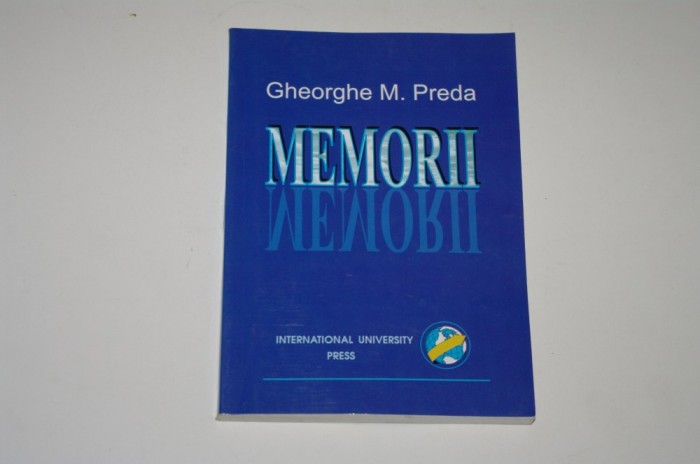 Gheorghe M. Preda
MEMORII
INTERNATIONAL UNIVERSITY
PRESS